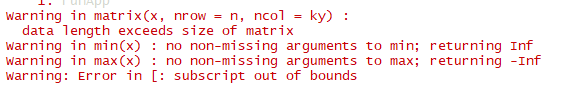 1. runApp
Warning in matrix(x, nrow = n, ncol = ky) :
  data length exceeds size of matrix
Warning in min(x) : no non-missing arguments to min; returning Inf
Warning in max(x) : no non-missing arguments to max; returning -Inf
Warning: Error in [: subscript out of bounds